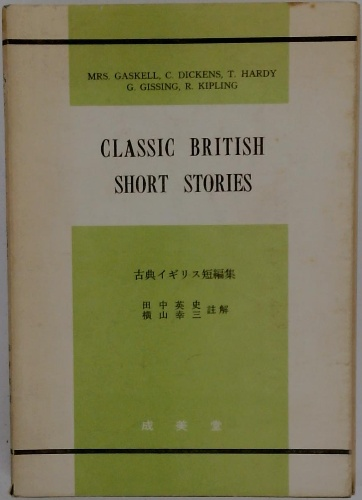 MRS. GASKELL, C. DICKENS, T. HARDY
G. GISSING, R. KIPLING
CLASSIC BRITISH
SHORT STORIES
古典イギリス短編集
田中英史
横山幸三 註解
成美堂